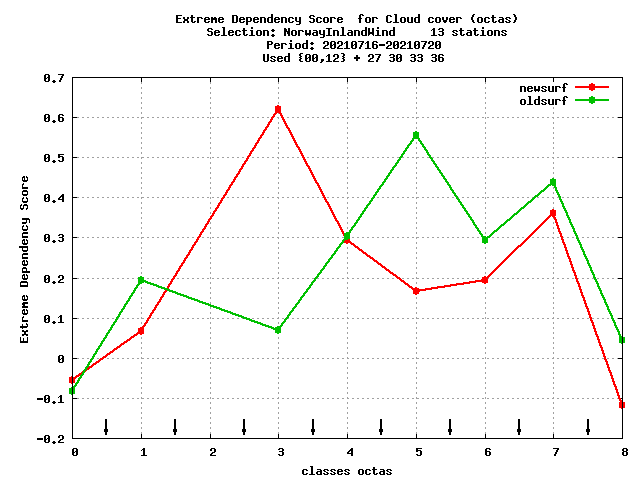 Extreme Dependency Score  for Cloud cover (octas)
Selection: NorwayInlandWind     13 stations
Period: 20210716-20210720
Used {00,12} + 27 30 33 36
newsurf
oldsurf
Extreme Dependency Score
0.7
0.6
0.5
0.4
0.3
0.2
0.1
0
-0.1
-0.2
0 1 2 3 4 5 6 7 8
classes octas